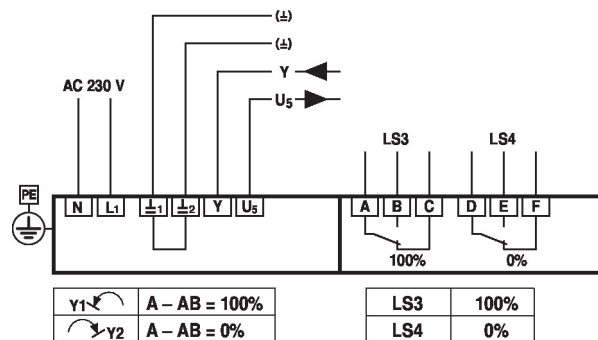 (⊥)
(⊥)
Y
U5
AC 230 V
LS3 LS4
PE
N L1 ⊥1 ⊥2 Y U5 A B C D E F
100% 0%
Y1 A – AB = 100%
Y2 A – AB = 0%
LS3 100%
LS4 0%